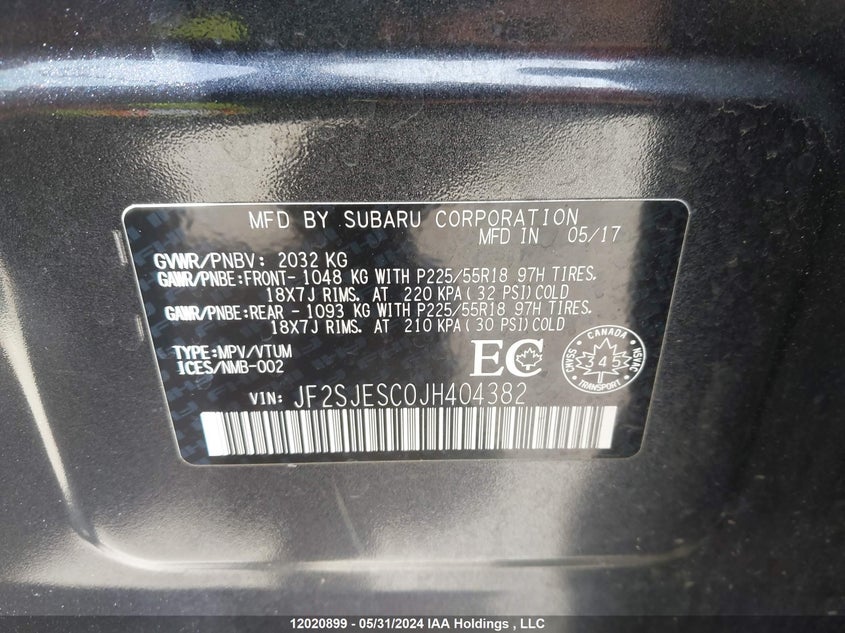 MFD BY SUBARU CORPORATION
MFD IN 05/17
GVWR/PNBV: 2032 KG
GAWR/PNBE:FRONT- 1048 KG WITH P225/55R18 97H TIRES.
18X7J RIMS. AT 220 KPA ( 32 PSI)COLD
GAWR/PNBE:REAR - 1093 KG WITH P225/55R18 97H TIRES.
18X7J RIMS. AT 210 KPA ( 30 PSI)COLD
TYPE:MPV/VTUM
ICES/NMB-002
EC
CANADA
CMVSS
NSVAC
345
TRANSPORT
VIN: JF2SJESC0JH404382
12020899 - 05/31/2024 IAA Holdings , LLC